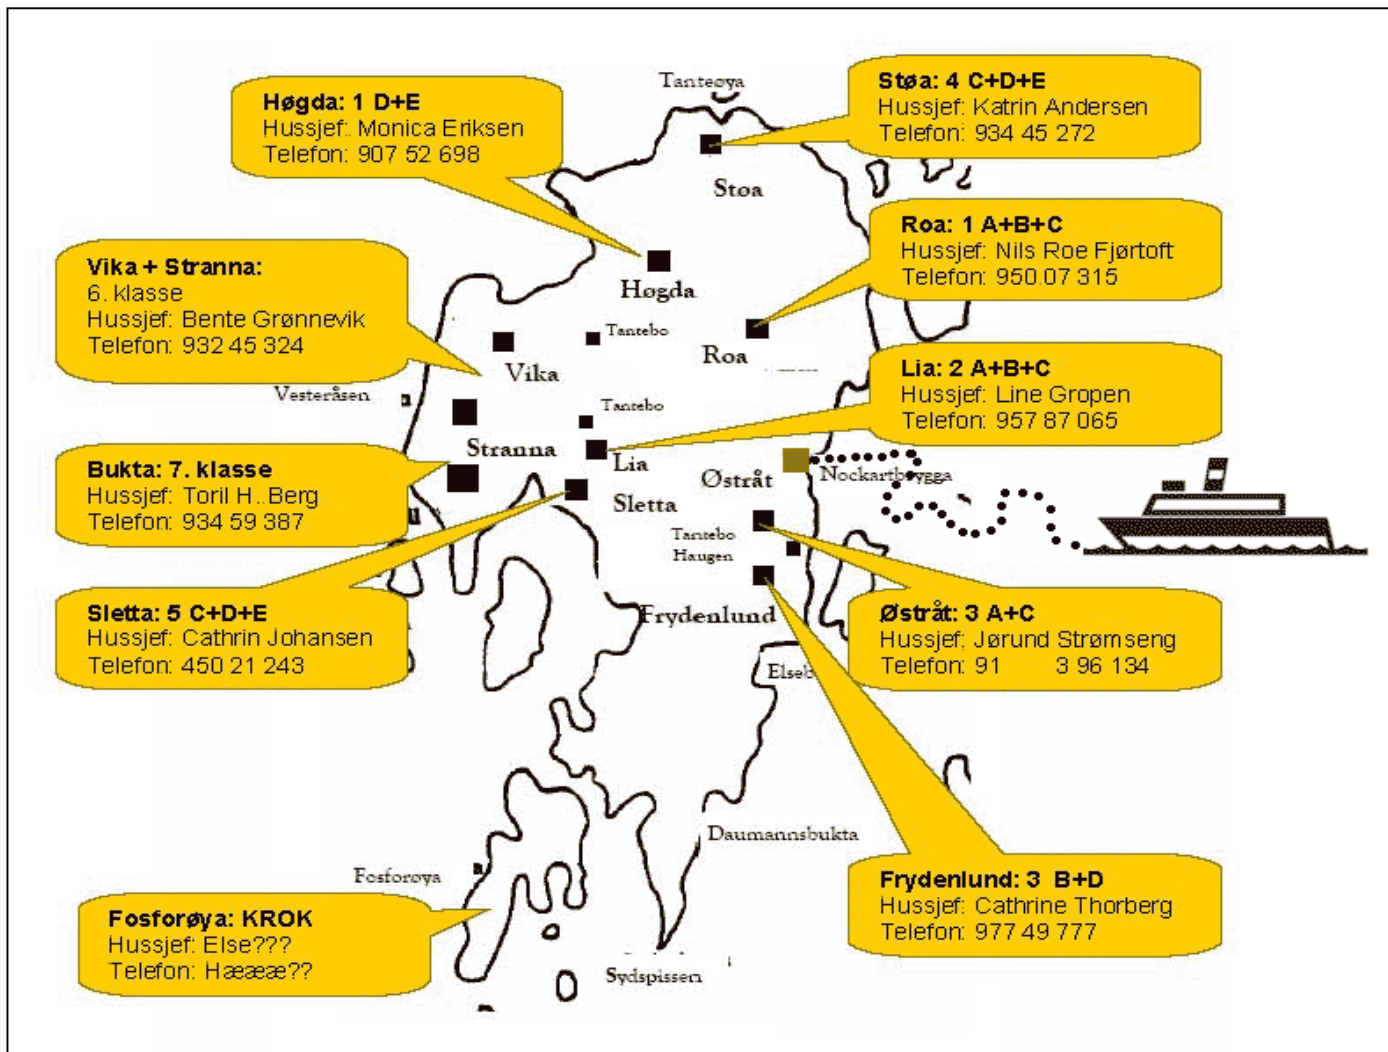 Tanteøya
Høgda: 1 D+E
Hussjef: Monica Eriksen
Telefon: 907 52 698
Støa: 4 C+D+E
Hussjef: Katrin Andersen
Telefon: 934 45 272
Støa
Roa: 1 A+B+C
Hussjef: Nils Roe Fjørtoft
Telefon: 950.07 315
Vika + Stranna:
6. klasse
Hussjef: Bente Grønnevik
Telefon: 932 45 324
Høgda
Tantebo
Roa
Vika
Lia: 2 A+B+C
Hussjef: Line Gropen
Telefon: 957 87 065
Vesteråsen
Tantebo
Stranna
Lia
Bukta: 7. klasse
Hussjef: Toril H..Berg
Telefon: 934 59 387
Østråt
Nockartbrygga
Sletta
Tantebo
Haugen
Sletta: 5 C+D+E
Hussjef: Cathrin Johansen
Telefon: 450 21 243
Frydenlund
Østråt: 3 A+C
Hussjef; Jørund Strømseng
Telefon: 91 3 96 134
Elseb
Daumannsbukta
Fosforøya
Frydenlund: 3 B+D
Hussjef: Cathrine Thorberg
Telefon: 977 49 777
Fosforøya: KROK
Hussjef: Else???
Telefon: Hæææ??
Sydspissen